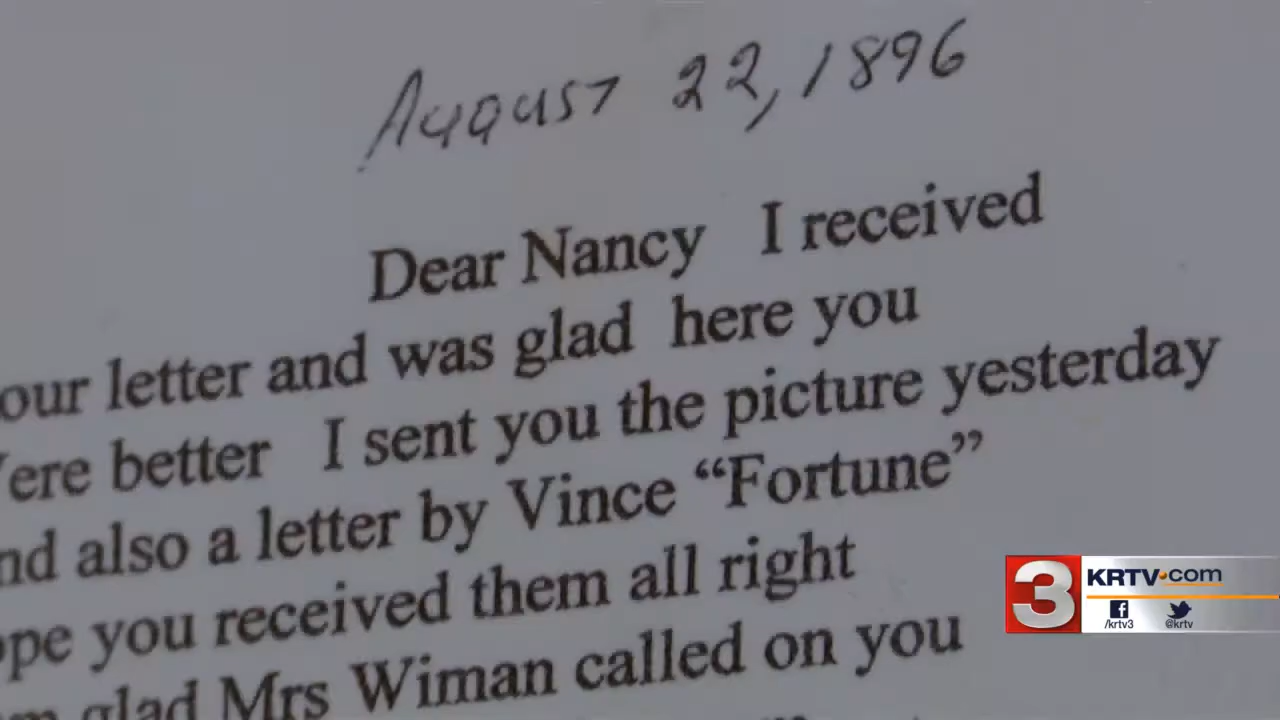 August 22, 1896
Dear Nancy I received
our letter and was glad here you
ere better I sent you the picture yesterday
nd also a letter by Vince “Fortune”
ope you received them all right
glad Mrs Wiman called on you
3 KRTV.com
/krtv3 @krtv